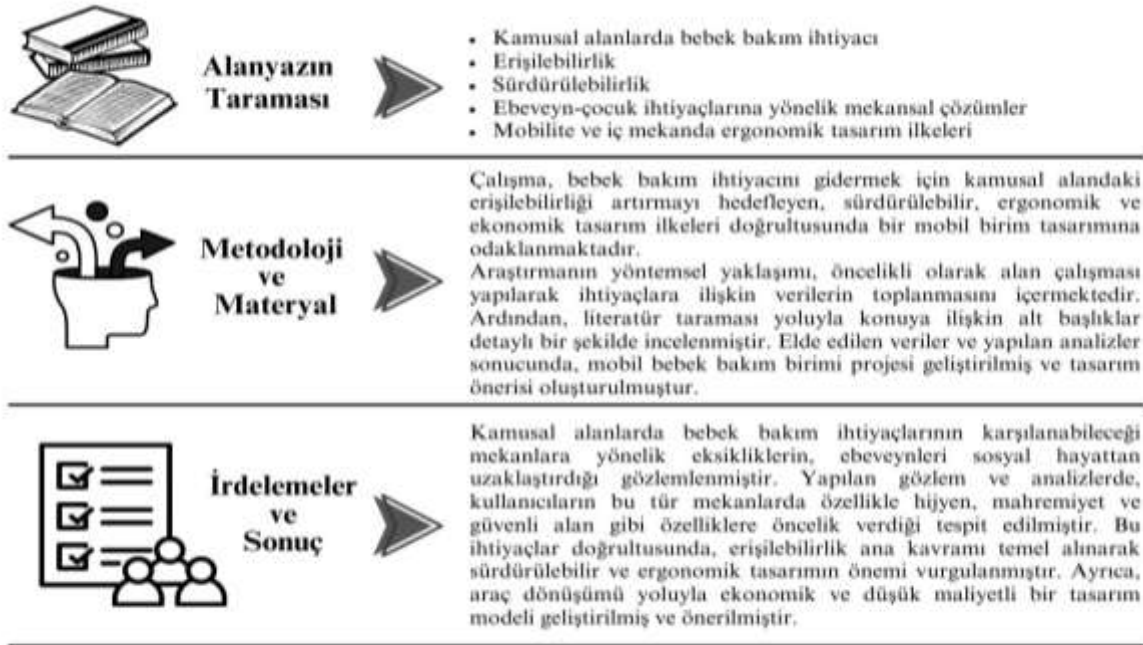 Alanyazın
Taraması
• Kamusal alanlarda bebek bakım ihtiyacı
• Erişilebilirlik
• Sürdürülebilirlik
• Ebeveyn-çocuk ihtiyaçlarına yönelik mekansal çözümler
• Mobilite ve iç mekanda ergonomik tasarım ilkeleri
Metodoloji
ve
Materyal
Çalışma, bebek bakım ihtiyacını gidermek için kamusal alandaki
erişilebilirliği artırmayı hedefleyen, sürdürülebilir, ergonomik ve
ekonomik tasarım ilkeleri doğrultusunda bir mobil birim tasarımına
odaklanmaktadır.
Araştırmanın yöntemsel yaklaşımı, öncelikli olarak alan çalışması
yapılarak ihtiyaçlara ilişkin verilerin toplanmasını içermektedir.
Ardından, literatür taraması yoluyla konuya ilişkin alt başlıklar
detaylı bir şekilde incelenmiştir. Elde edilen veriler ve yapılan analizler
sonucunda, mobil bebek bakım birimi projesi geliştirilmiş ve tasarım
önerisi oluşturulmuştur.
İrdelemeler
ve
Sonuç
Kamusal alanlarda bebek bakım ihtiyaçlarının karşılanabileceği
mekanlara yönelik eksikliklerin, ebeveynleri sosyal hayattan
uzaklaştırdığı gözlemlenmiştir. Yapılan gözlem ve analizlerde,
kullanıcıların bu tür mekanlarda özellikle hijyen, mahremiyet ve
güvenli alan gibi özelliklere öncelik verdiği tespit edilmiştir. Bu
ihtiyaçlar doğrultusunda, erişilebilirlik ana kavramı temel alınarak
sürdürülebilir ve ergonomik tasarımın önemi vurgulanmıştır. Ayrıca,
araç dönüşümü yoluyla ekonomik ve düşük maliyetli bir tasarım
modeli geliştirilmiş ve önerilmiştir.